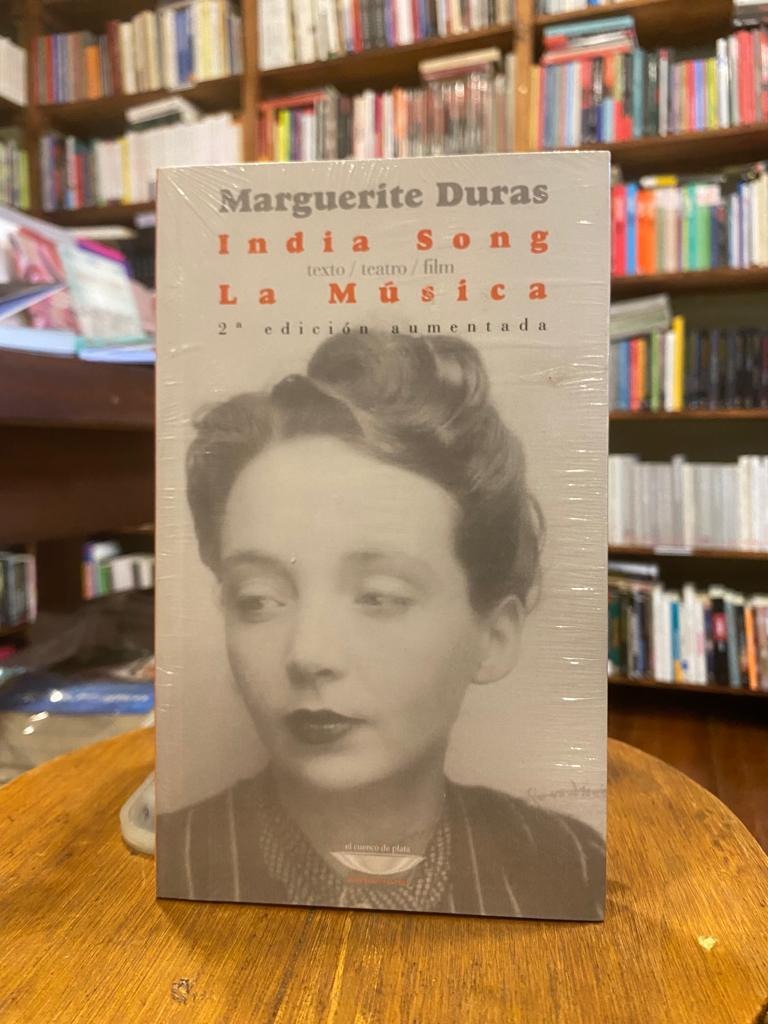 Marguerite Duras
India Song
texto / teatro / film
La Música
2ª edición aumentada
el cuenco de plata